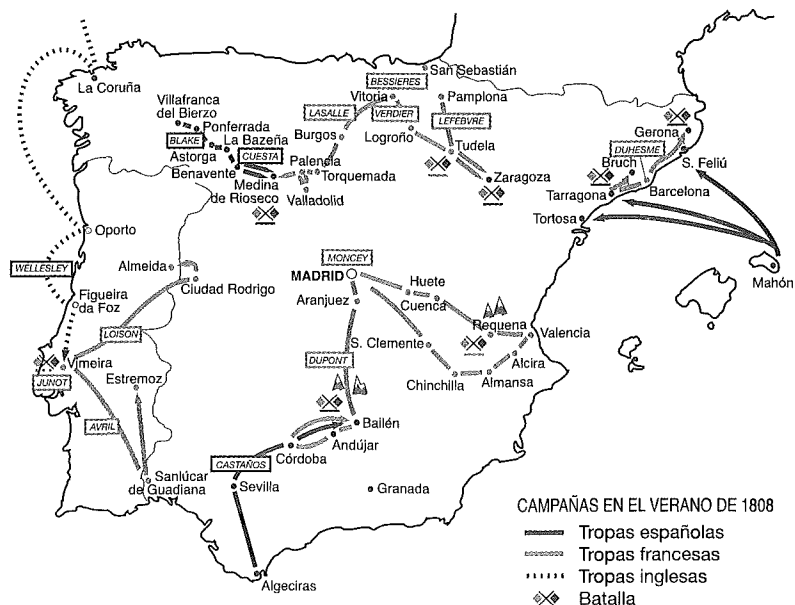 La Coruña
Villafranca
del Bierzo
Ponferrada
BLAKE
La Bazeña
Astorga
CUESTA
Benavente
Medina
de Rioseco
Palencia
Torquemada
Valladolid
Burgos
LASALLE
Vitoria
BESSIERES
VERDIER
Logroño
San Sebastián
Pamplona
LEFEBVRE
Tudela
Zaragoza
Gerona
DUHESME
Bruch
S. Feliú
Tarragona
Barcelona
Tortosa
Mahón
Oporto
WELLESLEY
Figueira
da Foz
Almeida
Ciudad Rodrigo
LOISON
Vimeira
JUNOT
Estremoz
AVRIL
Sanlúcar
de Guadiana
MONCEY
MADRID
Aranjuez
Huete
Cuenca
Requena
Valencia
S. Clemente
Alcira
Almansa
Chinchilla
DUPONT
Bailén
Andújar
Córdoba
CASTAÑOS
Sevilla
Granada
Algeciras
CAMPAÑAS EN EL VERANO DE 1808
Tropas españolas
Tropas francesas
Tropas inglesas
Batalla